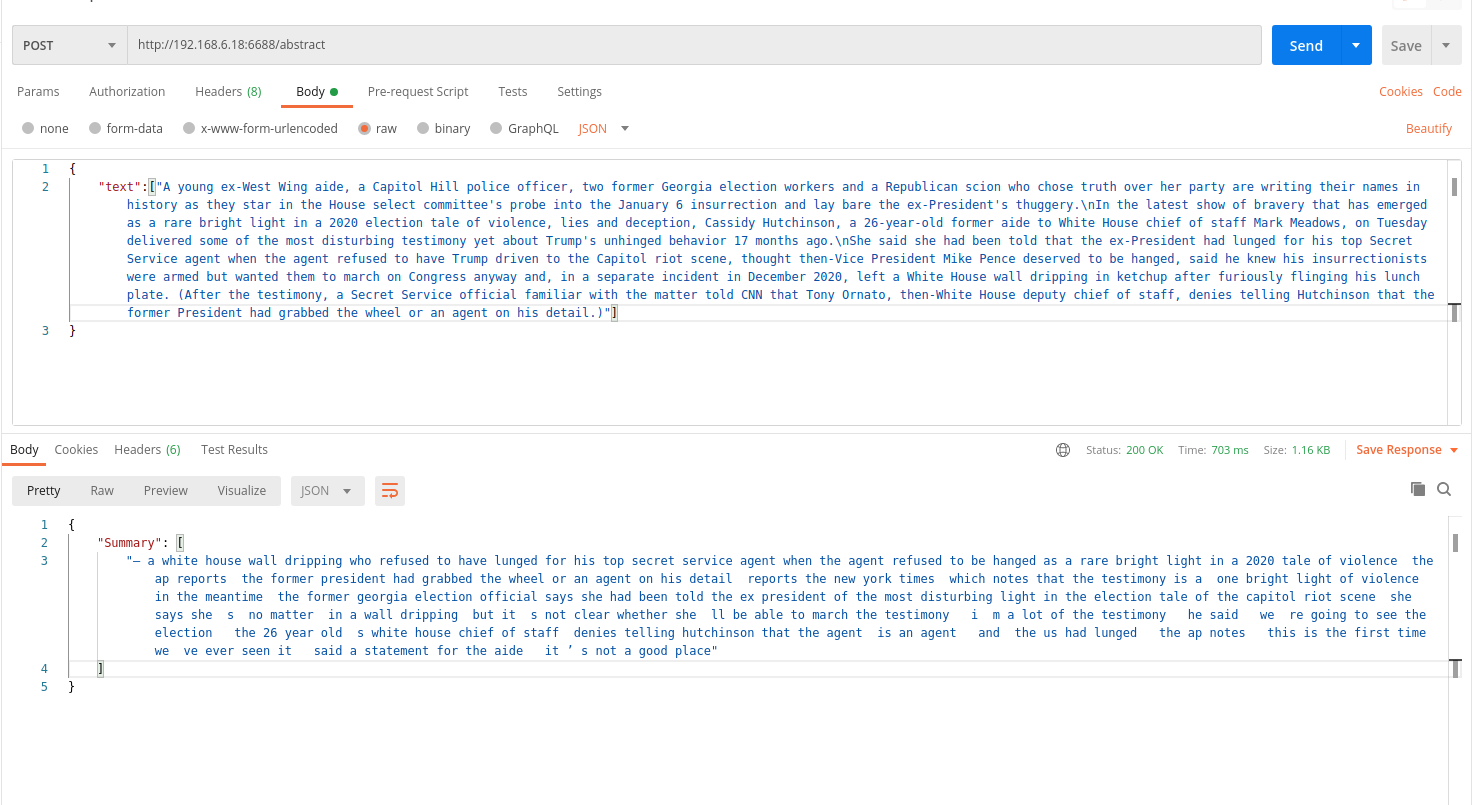 POST http://192.168.6.18:6688/abstract Send Save
Params Authorization Headers (8) Body Pre-request Script Tests Settings Cookies Code
none form-data x-www-form-urlencoded raw binary GraphQL JSON Beautify
1 {
2 "text":["A young ex-West Wing aide, a Capitol Hill police officer, two former Georgia election workers and a Republican scion who chose truth over her party are writing their names in
history as they star in the House select committee's probe into the January 6 insurrection and lay bare the ex-President's thuggery.\nIn the latest show of bravery that has emerged
as a rare bright light in a 2020 election tale of violence, lies and deception, Cassidy Hutchinson, a 26-year-old former aide to White House chief of staff Mark Meadows, on Tuesday
delivered some of the most disturbing testimony yet about Trump's unhinged behavior 17 months ago.\nShe said she had been told that the ex-President had lunged for his top Secret
Service agent when the agent refused to have Trump driven to the Capitol riot scene, thought then-Vice President Mike Pence deserved to be hanged, said he knew his insurrectionists
were armed but wanted them to march on Congress anyway and, in a separate incident in December 2020, left a White House wall dripping in ketchup after furiously flinging his lunch
plate. (After the testimony, a Secret Service official familiar with the matter told CNN that Tony Ornato, then-White House deputy chief of staff, denies telling Hutchinson that the
former President had grabbed the wheel or an agent on his detail.)"]
3 }
Body Cookies Headers (6) Test Results Status: 200 OK Time: 703 ms Size: 1.16 KB Save Response
Pretty Raw Preview Visualize JSON
1 {
2 "Summary": [
3 "– a white house wall dripping who refused to have lunged for his top secret service agent when the agent refused to be hanged as a rare bright light in a 2020 tale of violence  the
ap reports  the former president had grabbed the wheel or an agent on his detail  reports the new york times  which notes that the testimony is a  one bright light of violence
in the meantime  the former georgia election official says she had been told the ex president of the most disturbing light in the election tale of the capitol riot scene  she
says she  s  no matter  in a wall dripping  but it  s not clear whether she  ll be able to march the testimony   i  m a lot of the testimony   he said   we  re going to see the
election   the 26 year old  s white house chief of staff  denies telling hutchinson that the agent  is an agent   and  the us had lunged   the ap notes   this is the first time
we  ve ever seen it   said a statement for the aide   it ’ s not a good place"
4 ]
5 }